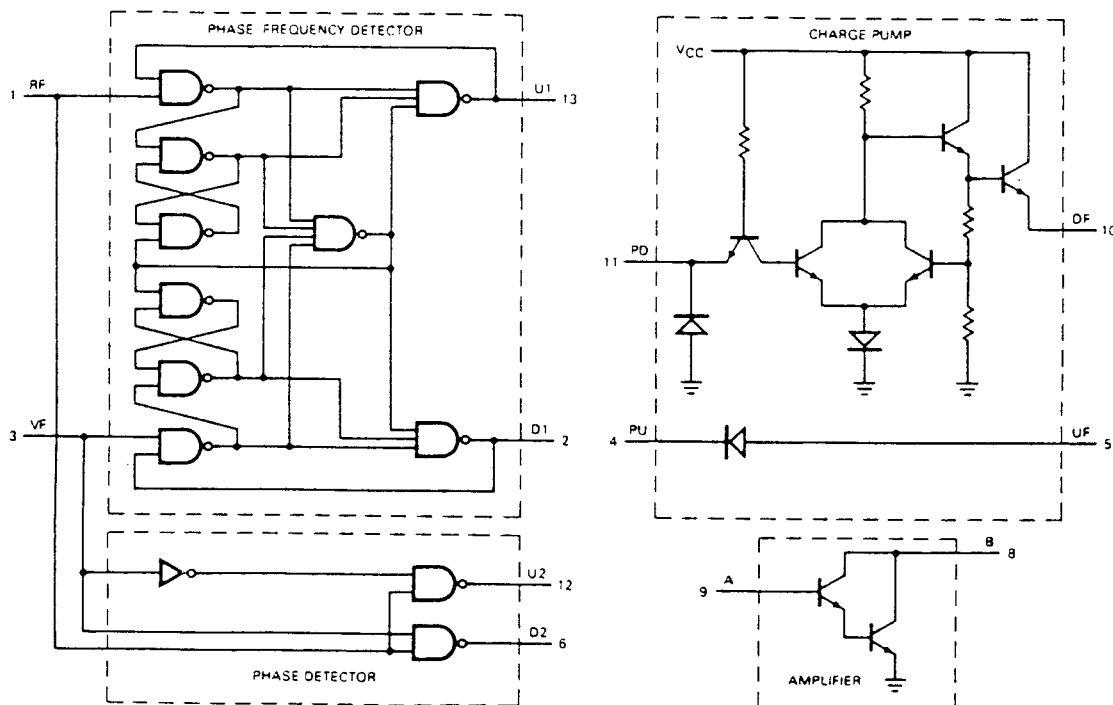 PHASE FREQUENCY DETECTOR
1 RF
U1 13
3 VF
D1 2
U2 12
D2 6
PHASE DETECTOR
CHARGE PUMP
VCC
11 PD
DF 10
4 PU
UF 5
9 A
B 8
AMPLIFIER